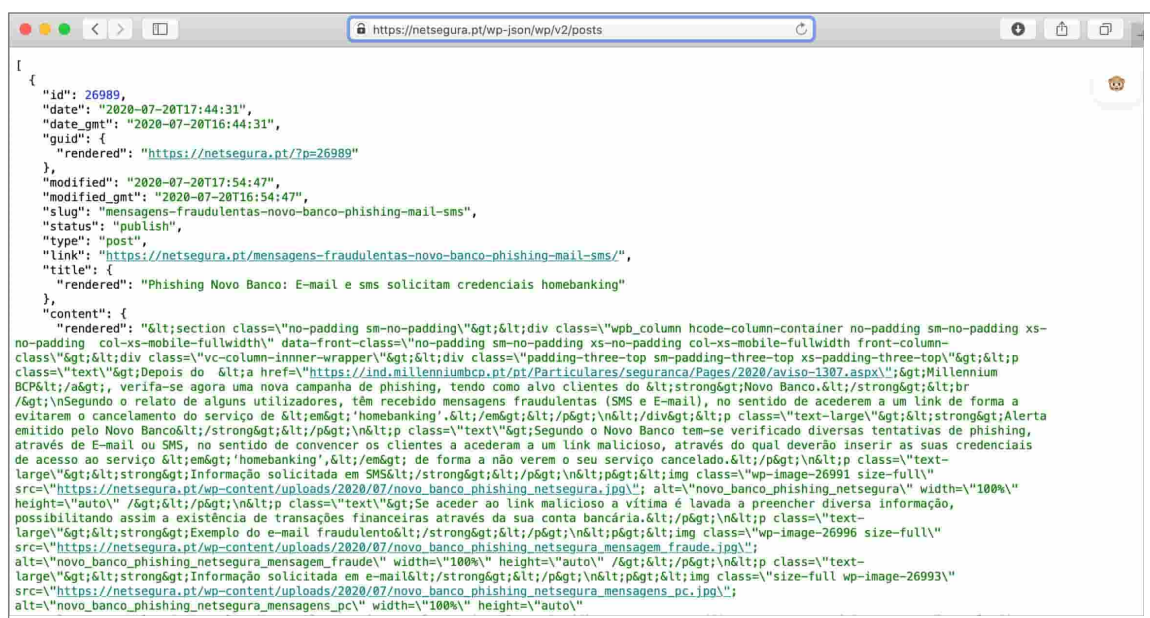 https://netsegura.pt/wp-json/wp/v2/posts
[
{
"id": 26989,
"date": "2020-07-20T17:44:31",
"date_gmt": "2020-07-20T16:44:31",
"guid": {
"rendered": "https://netsegura.pt/?p=26989"
},
"modified": "2020-07-20T17:54:47",
"modified_gmt": "2020-07-20T16:54:47",
"slug": "mensagens-fraudulentas-novo-banco-phishing-mail-sms",
"status": "publish",
"type": "post",
"link": "https://netsegura.pt/mensagens-fraudulentas-novo-banco-phishing-mail-sms/",
"title": {
"rendered": "Phishing Novo Banco: E-mail e sms solicitam credenciais homebanking"
},
"content": {
"rendered": "&lt;section class=\"no-padding sm-no-padding\"&gt;&lt;div class=\"wpb_column hcode-column-container no-padding sm-no-padding xs-
no-padding  col-xs-mobile-fullwidth\" data-front-class=\"no-padding sm-no-padding xs-no-padding col-xs-mobile-fullwidth front-column-
class\"&gt;&lt;div class=\"vc-column-innner-wrapper\"&gt;&lt;div class=\"padding-three-top sm-padding-three-top xs-padding-three-top\"&gt;&lt;p
class=\"text\"&gt;Depois do  &lt;a href=\"https://ind.millenniumbcp.pt/pt/Particulares/seguranca/Pages/2020/aviso-1307.aspx\";&gt;Millennium
BCP&lt;/a&gt;, verifa-se agora uma nova campanha de phishing, tendo como alvo clientes do &lt;strong&gt;Novo Banco.&lt;/strong&gt;&lt;br
/&gt;\nSegundo o relato de alguns utilizadores, têm recebido mensagens fraudulentas (SMS e E-mail), no sentido de acederem a um link de forma a
evitarem o cancelamento do serviço de &lt;em&gt;‘homebanking’.&lt;/em&gt;&lt;/p&gt;\n&lt;/div&gt;&lt;p class=\"text-large\"&gt;&lt;strong&gt;Alerta
emitido pelo Novo Banco&lt;/strong&gt;&lt;/p&gt;\n&lt;p class=\"text\"&gt;Segundo o Novo Banco tem-se verificado diversas tentativas de phishing,
através de E-mail ou SMS, no sentido de convencer os clientes a acederam a um link malicioso, através do qual deverão inserir as suas credenciais
de acesso ao serviço &lt;em&gt;‘homebanking’,&lt;/em&gt; de forma a não verem o seu serviço cancelado.&lt;/p&gt;\n&lt;p class=\"text-
large\"&gt;&lt;strong&gt;Informação solicitada em SMS&lt;/strong&gt;&lt;/p&gt;\n&lt;p&gt;&lt;img class=\"wp-image-26991 size-full\"
src=\"https://netsegura.pt/wp-content/uploads/2020/07/novo_banco_phishing_netsegura.jpg\"; alt=\"novo_banco_phishing_netsegura\" width=\"100%\"
height=\"auto\" /&gt;&lt;/p&gt;\n&lt;p class=\"text\"&gt;Se aceder ao link malicioso a vítima é lavada a preencher diversa informação,
possibilitando assim a existência de transações financeiras através da sua conta bancária.&lt;/p&gt;\n&lt;p class=\"text-
large\"&gt;&lt;strong&gt;Exemplo do e-mail fraudulento&lt;/strong&gt;&lt;/p&gt;\n&lt;p&gt;&lt;img class=\"wp-image-26996 size-full\"
src=\"https://netsegura.pt/wp-content/uploads/2020/07/novo_banco_phishing_netsegura_mensagem_fraude.jpg\";
alt=\"novo_banco_phishing_netsegura_mensagem_fraude\" width=\"100%\" height=\"auto\" /&gt;&lt;/p&gt;\n&lt;p class=\"text-
large\"&gt;&lt;strong&gt;Informação solicitada em e-mail&lt;/strong&gt;&lt;/p&gt;\n&lt;p&gt;&lt;img class=\"size-full wp-image-26993\"
src=\"https://netsegura.pt/wp-content/uploads/2020/07/novo_banco_phishing_netsegura_mensagens_pc.jpg\";
alt=\"novo_banco_phishing_netsegura_mensagens_pc\" width=\"100%\" height=\"auto\"